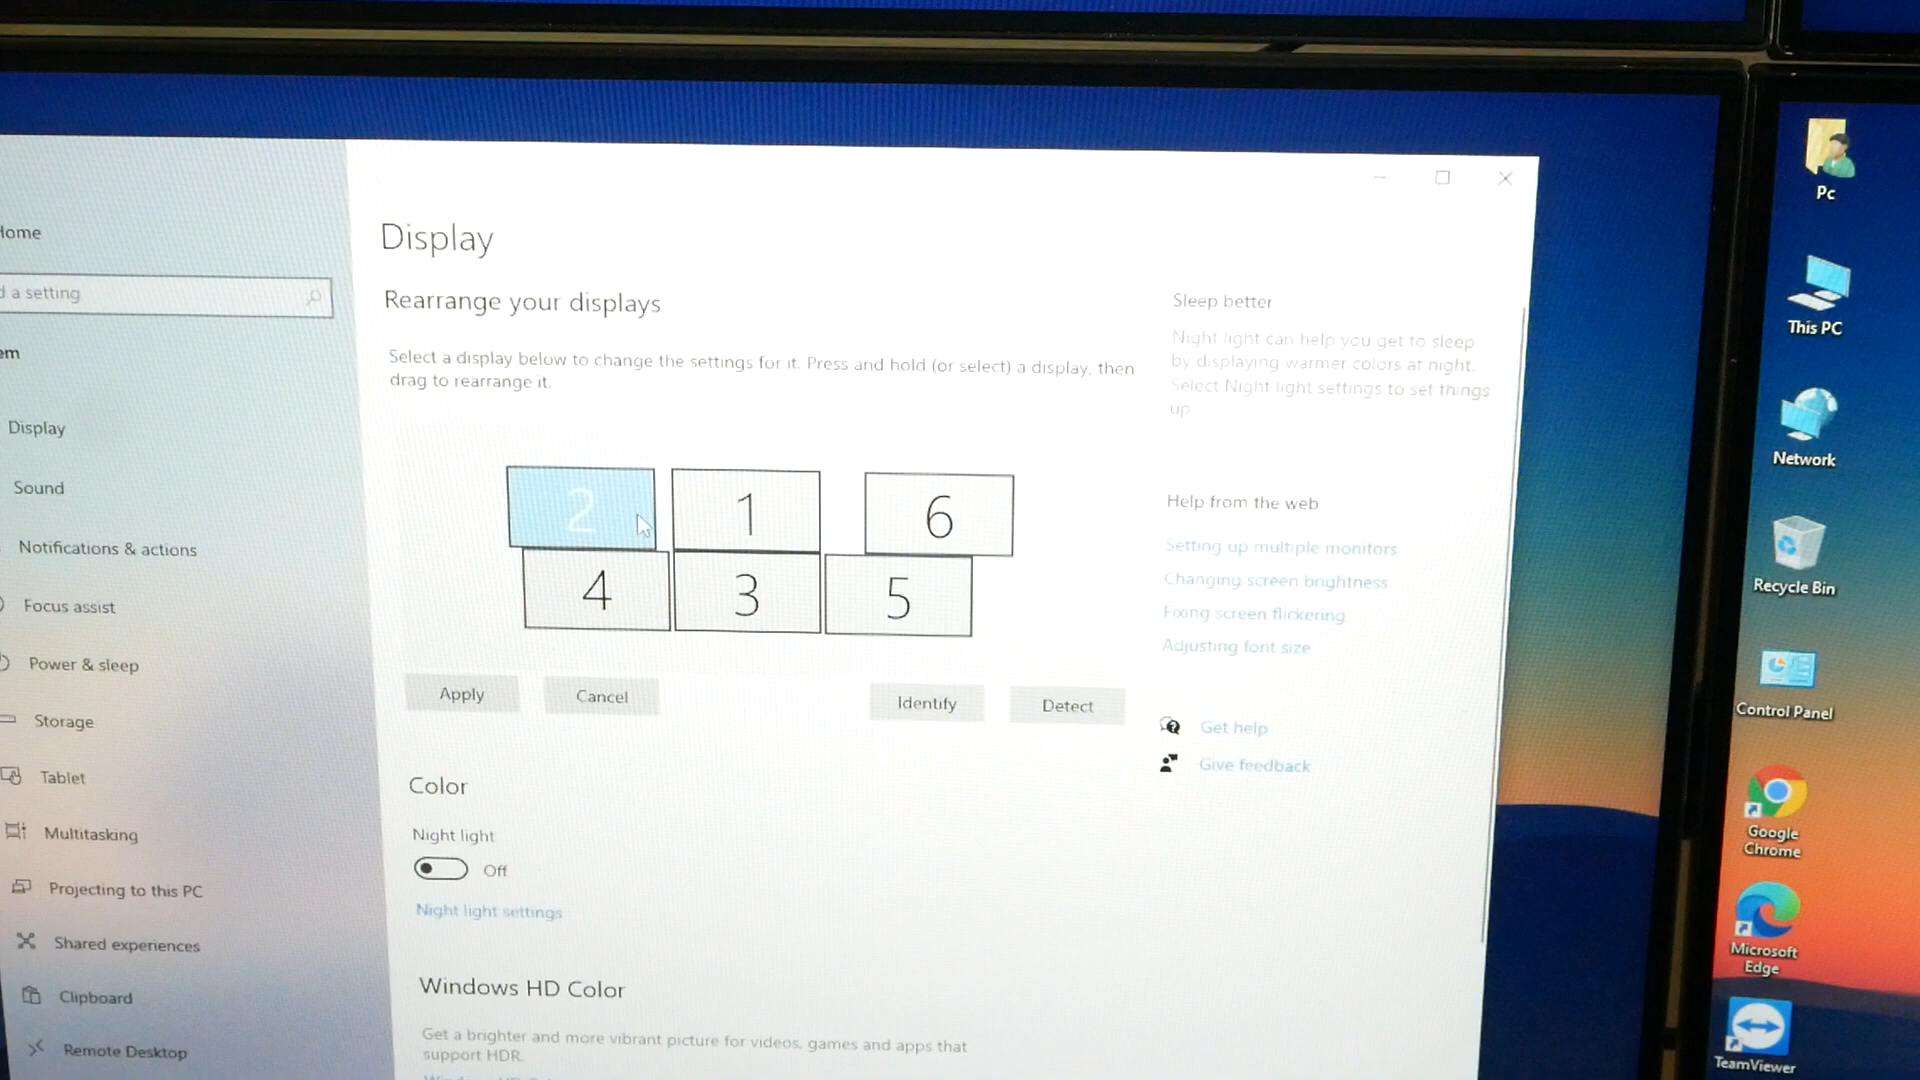 Home
d a setting
em
Display
Sound
Notifications & actions
Focus assist
Power & sleep
Storage
Tablet
Multitasking
Projecting to this PC
Shared experiences
Clipboard
Remote Desktop
Display
Rearrange your displays
Select a display below to change the settings for it. Press and hold (or select) a display, then
drag to rearrange it.
2
1
6
4
3
5
Apply
Cancel
Identify
Detect
Color
Night light
Off
Night light settings
Windows HD Color
Get a brighter and more vibrant picture for videos, games and apps that
support HDR.
Sleep better
Night light can help you get to sleep
by displaying warmer colors at night.
Select Night light settings to set things
up
Help from the web
Setting up multiple monitors
Changing screen brightness
Fixing screen flickering
Adjusting font size
Get help
Give feedback
Pc
This PC
Network
Recycle Bin
Control Panel
Google
Chrome
Microsoft
Edge
TeamViewer